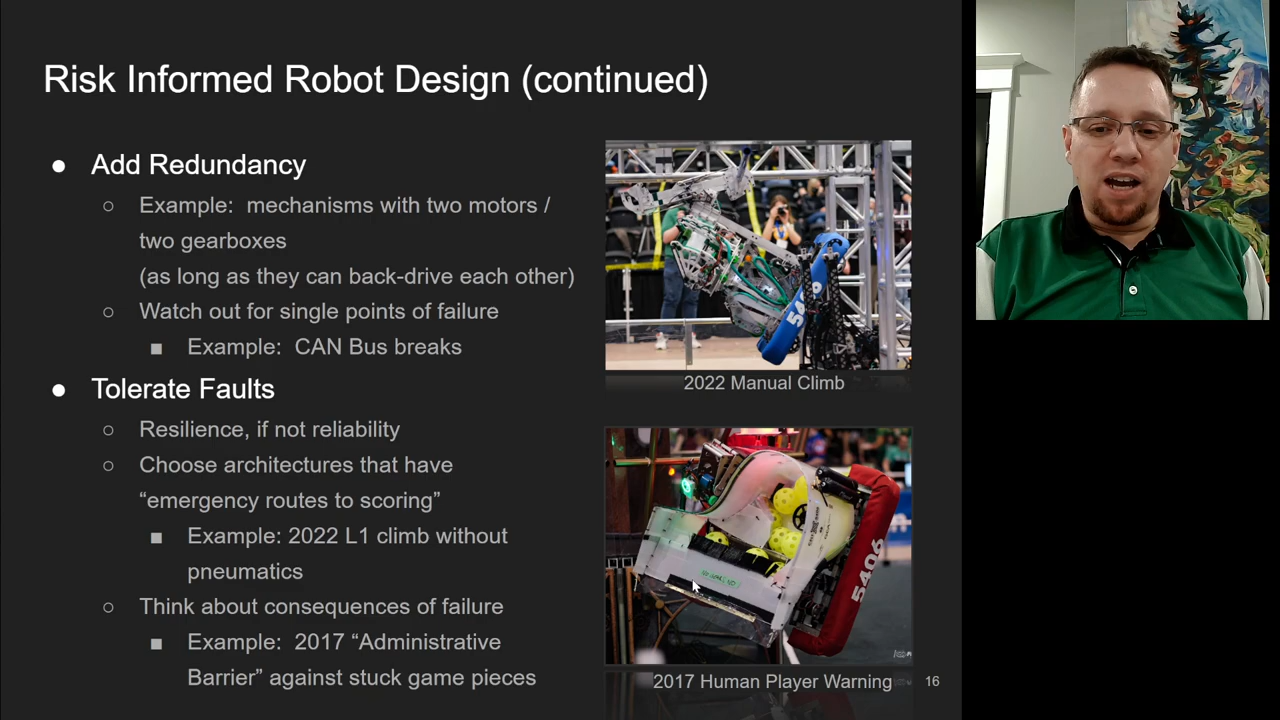 Risk Informed Robot Design (continued)
● Add Redundancy
○ Example: mechanisms with two motors /
two gearboxes
(as long as they can back-drive each other)
○ Watch out for single points of failure
■ Example: CAN Bus breaks
● Tolerate Faults
○ Resilience, if not reliability
○ Choose architectures that have
“emergency routes to scoring”
■ Example: 2022 L1 climb without
pneumatics
○ Think about consequences of failure
■ Example: 2017 “Administrative
Barrier” against stuck game pieces
2022 Manual Climb
5406
2017 Human Player Warning
16